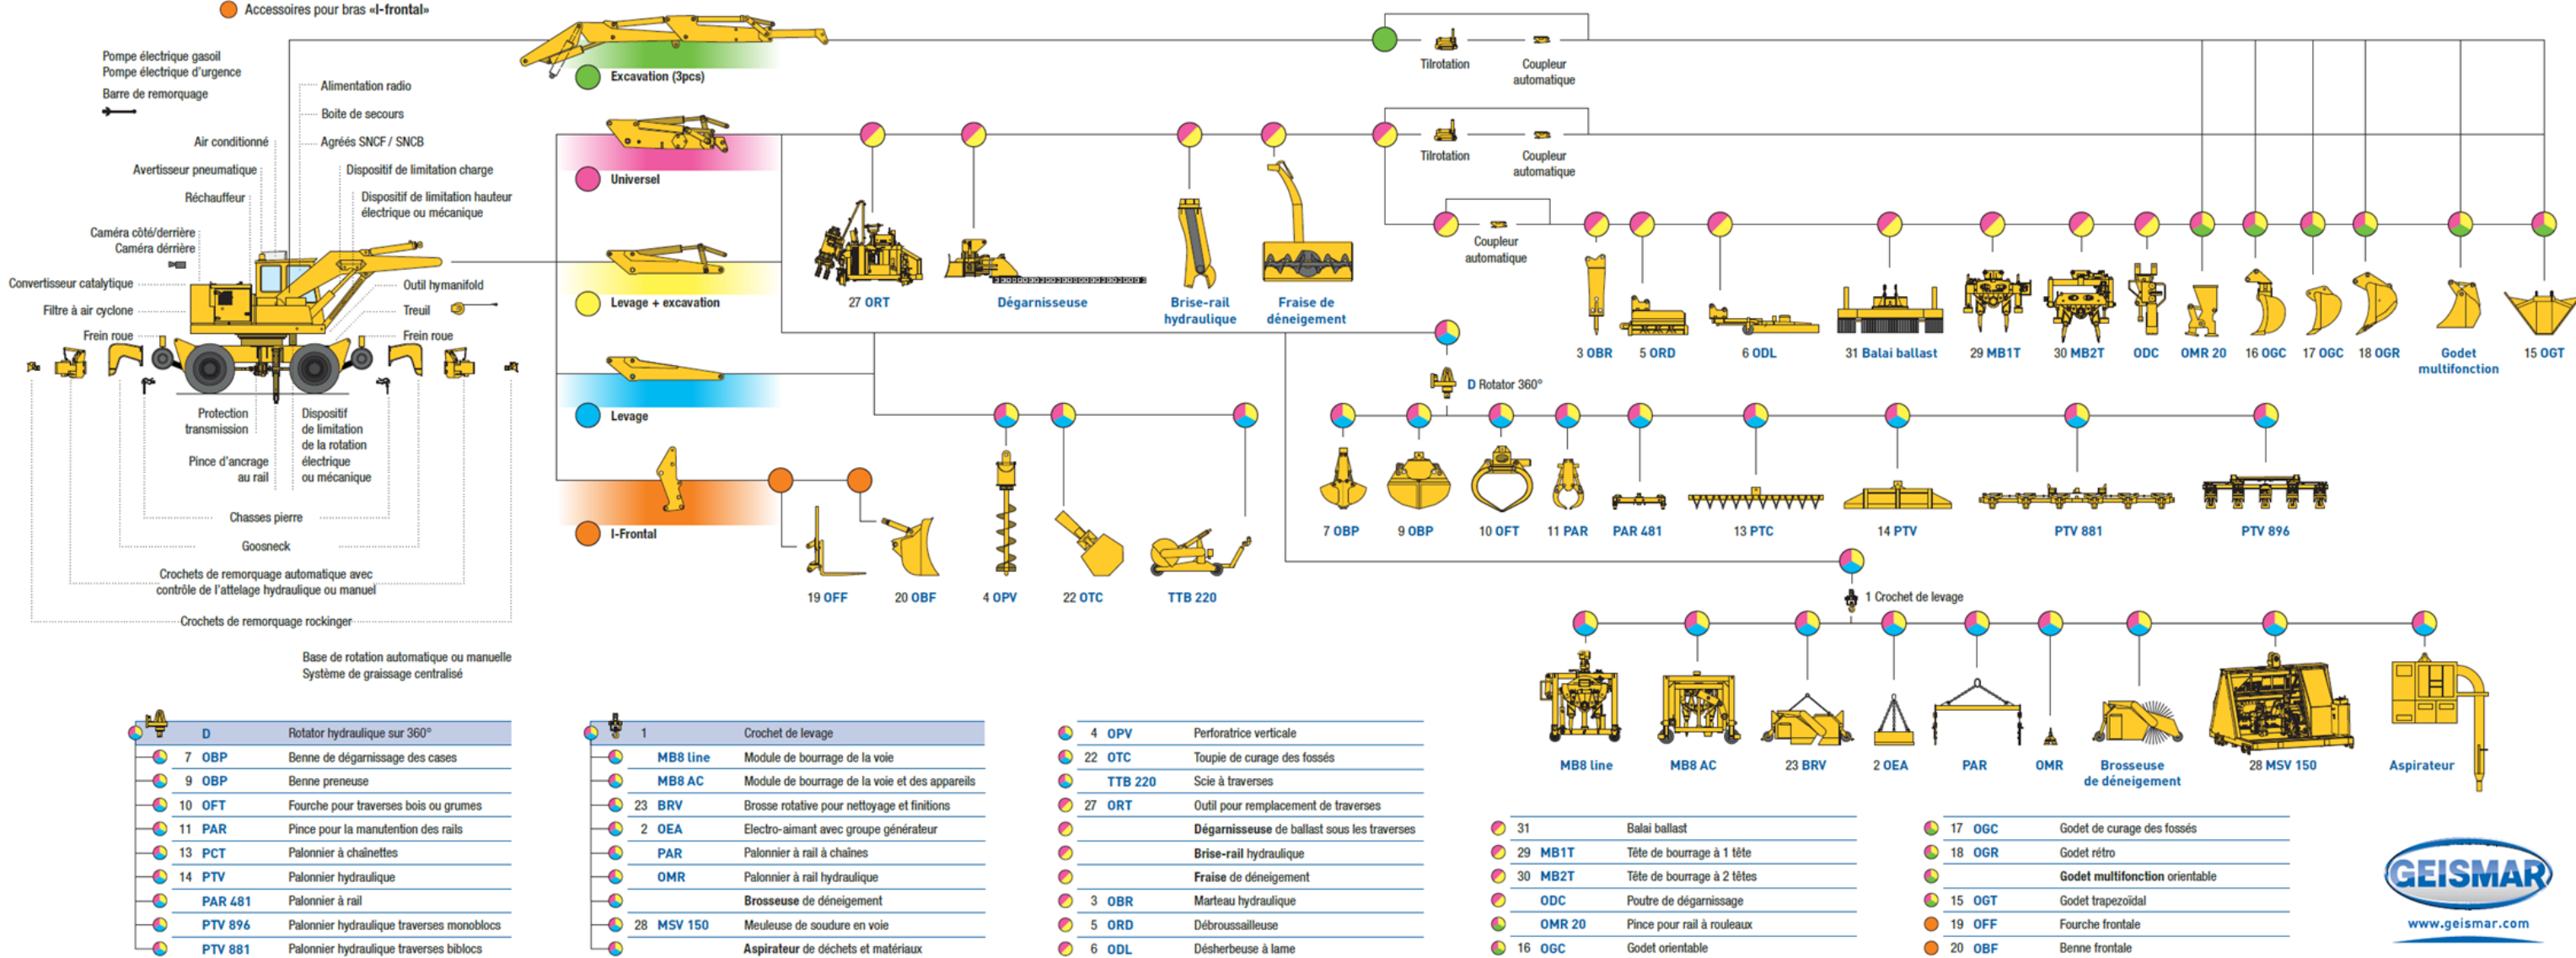 Accessoires pour bras «I-frontal»
Pompe électrique gasoil
Pompe électrique d'urgence
Barre de remorquage
Alimentation radio
Boite de secours
Air conditionné
Agréés SNCF / SNCB
Avertisseur pneumatique
Dispositif de limitation charge
Réchauffeur
Dispositif de limitation hauteur
électrique ou mécanique
Caméra côté/derrière
Caméra dérrière
Convertisseur catalytique
Outil hymanifold
Filtre à air cyclone
Treuil
Frein roue
Frein roue
Protection
transmission
Dispositif
de limitation
de la rotation
électrique
ou mécanique
Pince d'ancrage
au rail
Chasses pierre
Goosneck
Crochets de remorquage automatique avec
contrôle de l'attelage hydraulique ou manuel
Crochets de remorquage rockinger
Base de rotation automatique ou manuelle
Système de graissage centralisé
Excavation (3pcs)
Universel
Levage + excavation
Levage
I-Frontal
Tilrotation
Coupleur
automatique
Tilrotation
Coupleur
automatique
Coupleur
automatique
27 ORT
Dégarnisseuse
Brise-rail
hydraulique
Fraise de
déneigement
3 OBR
5 ORD
6 ODL
31 Balai ballast
29 MB1T
30 MB2T
ODC
OMR 20
16 OGC
17 OGC
18 OGR
Godet
multifonction
15 OGT
D Rotator 360°
7 OBP
9 OBP
10 OFT
11 PAR
PAR 481
13 PTC
14 PTV
PTV 881
PTV 896
19 OFF
20 OBF
4 OPV
22 OTC
TTB 220
1 Crochet de levage
MB8 line
MB8 AC
23 BRV
2 OEA
PAR
OMR
Brosseuse
de déneigement
28 MSV 150
Aspirateur
D Rotator hydraulique sur 360°
7 OBP Benne de dégarnissage des cases
9 OBP Benne preneuse
10 OFT Fourche pour traverses bois ou grumes
11 PAR Pince pour la manutention des rails
13 PCT Palonnier à chaînettes
14 PTV Palonnier hydraulique
PAR 481 Palonnier à rail
PTV 896 Palonnier hydraulique traverses monoblocs
PTV 881 Palonnier hydraulique traverses biblocs
1 Crochet de levage
MB8 line Module de bourrage de la voie
MB8 AC Module de bourrage de la voie et des appareils
23 BRV Brosse rotative pour nettoyage et finitions
2 OEA Electro-aimant avec groupe générateur
PAR Palonnier à rail à chaînes
OMR Palonnier à rail hydraulique
Brosseuse de déneigement
28 MSV 150 Meuleuse de soudure en voie
Aspirateur de déchets et matériaux
4 OPV Perforatrice verticale
22 OTC Toupie de curage des fossés
TTB 220 Scie à traverses
27 ORT Outil pour remplacement de traverses
Dégarnisseuse de ballast sous les traverses
Brise-rail hydraulique
Fraise de déneigement
3 OBR Marteau hydraulique
5 ORD Débroussailleuse
6 ODL Désherbeuse à lame
31 Balai ballast
29 MB1T Tête de bourrage à 1 tête
30 MB2T Tête de bourrage à 2 têtes
ODC Poutre de dégarnissage
OMR 20 Pince pour rail à rouleaux
16 OGC Godet orientable
17 OGC Godet de curage des fossés
18 OGR Godet rétro
Godet multifonction orientable
15 OGT Godet trapezoïdal
19 OFF Fourche frontale
20 OBF Benne frontale
GEISMAR
www.geismar.com